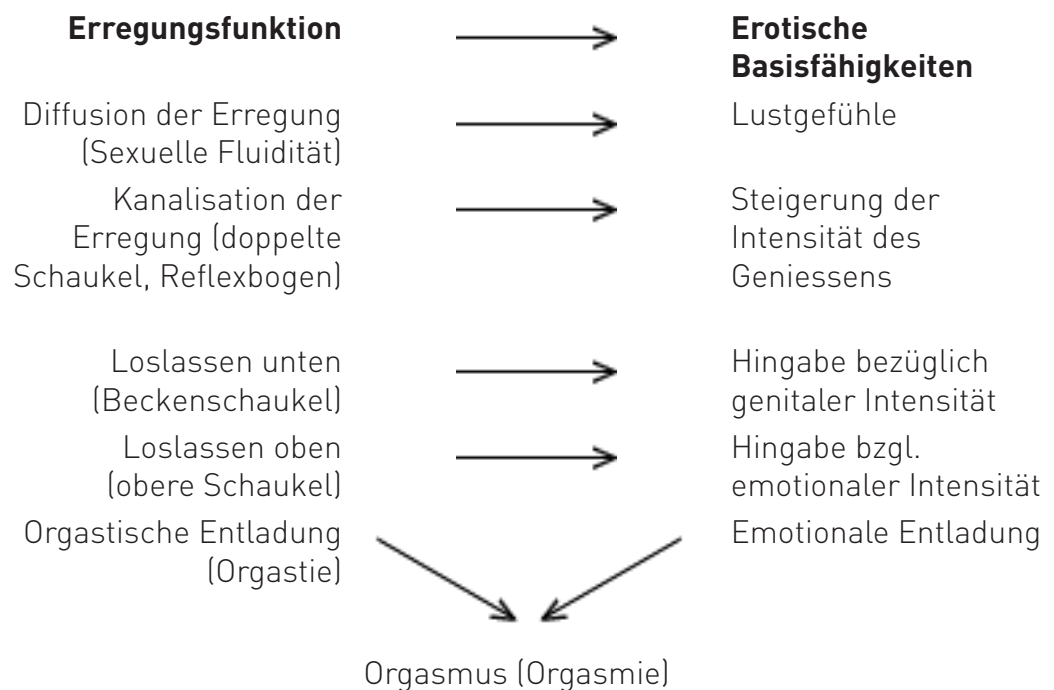 Erregungsfunktion
Erotische
Basisfähigkeiten
Diffusion der Erregung
(Sexuelle Fluidität)
Lustgefühle
Kanalisation der
Erregung (doppelte
Schaukel, Reflexbogen)
Steigerung der
Intensität des
Geniessens
Loslassen unten
(Beckenschaukel)
Hingabe bezüglich
genitaler Intensität
Loslassen oben
(obere Schaukel)
Hingabe bzgl.
emotionaler Intensität
Orgastische Entladung
(Orgastie)
Emotionale Entladung
Orgasmus (Orgasmie)